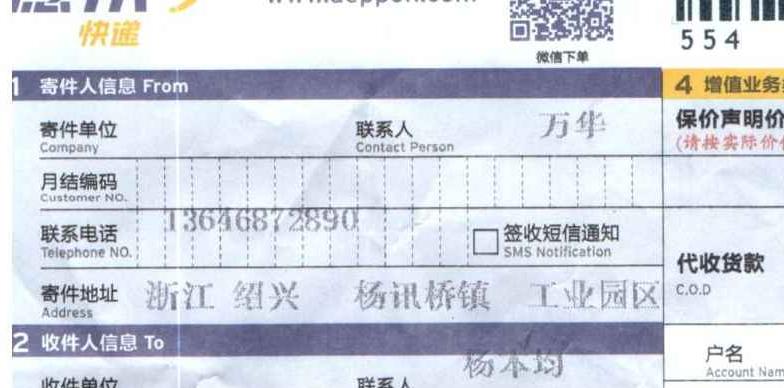 快递
微信下单
554
1 寄件人信息 From
4 增值业务
寄件单位 联系人 万华
Company Contact Person
保价声明价
(请按实际价
月结编码
Customer NO.
13646872890
联系电话 签收短信通知
Telephone NO. SMS Notification
代收货款
C.O.D
寄件地址 浙江 绍兴 杨讯桥镇 工业园区
Address
2 收件人信息 To
杨本均
收件单位 联系人
户名
Account Nam